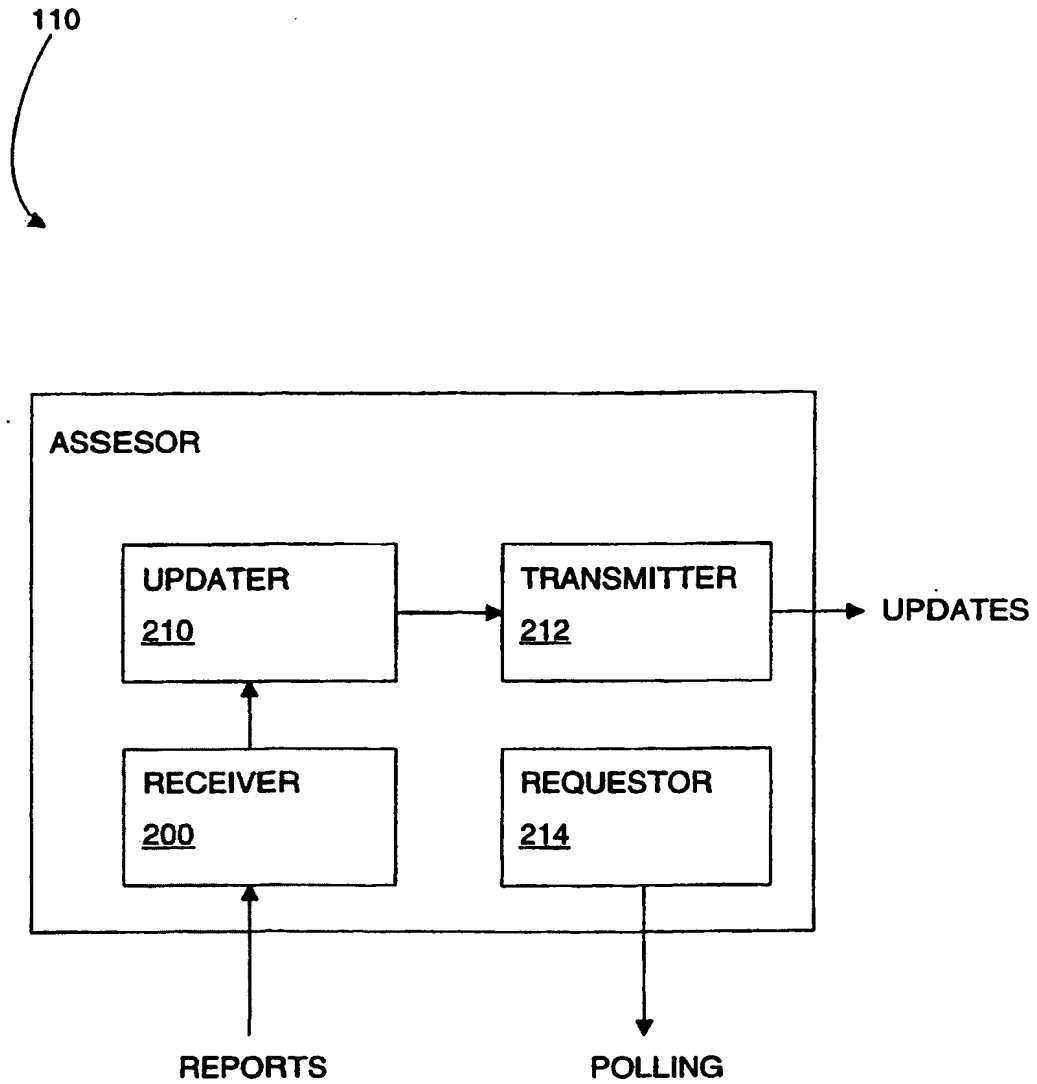 110
ASSESOR
UPDATER
210
TRANSMITTER
212
UPDATES
RECEIVER
200
REQUESTOR
214
REPORTS
POLLING